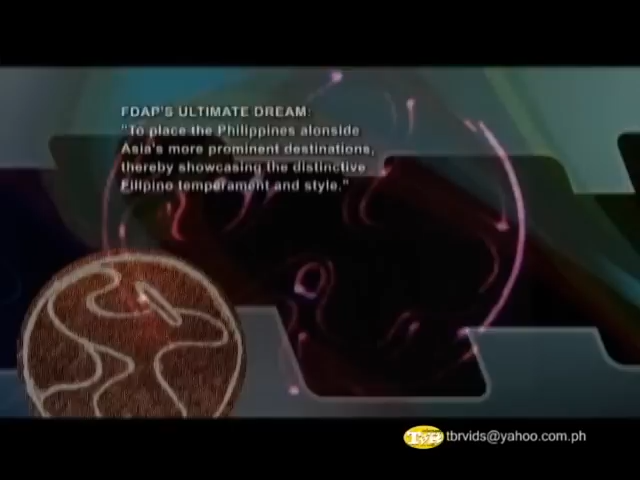 FDAP'S ULTIMATE DREAM:
"To place the Philippines alonside
Asia's more prominent destinations,
thereby showcasing the distinctive
Filipino temperament and style."
TBR tbrvids@yahoo.com.ph